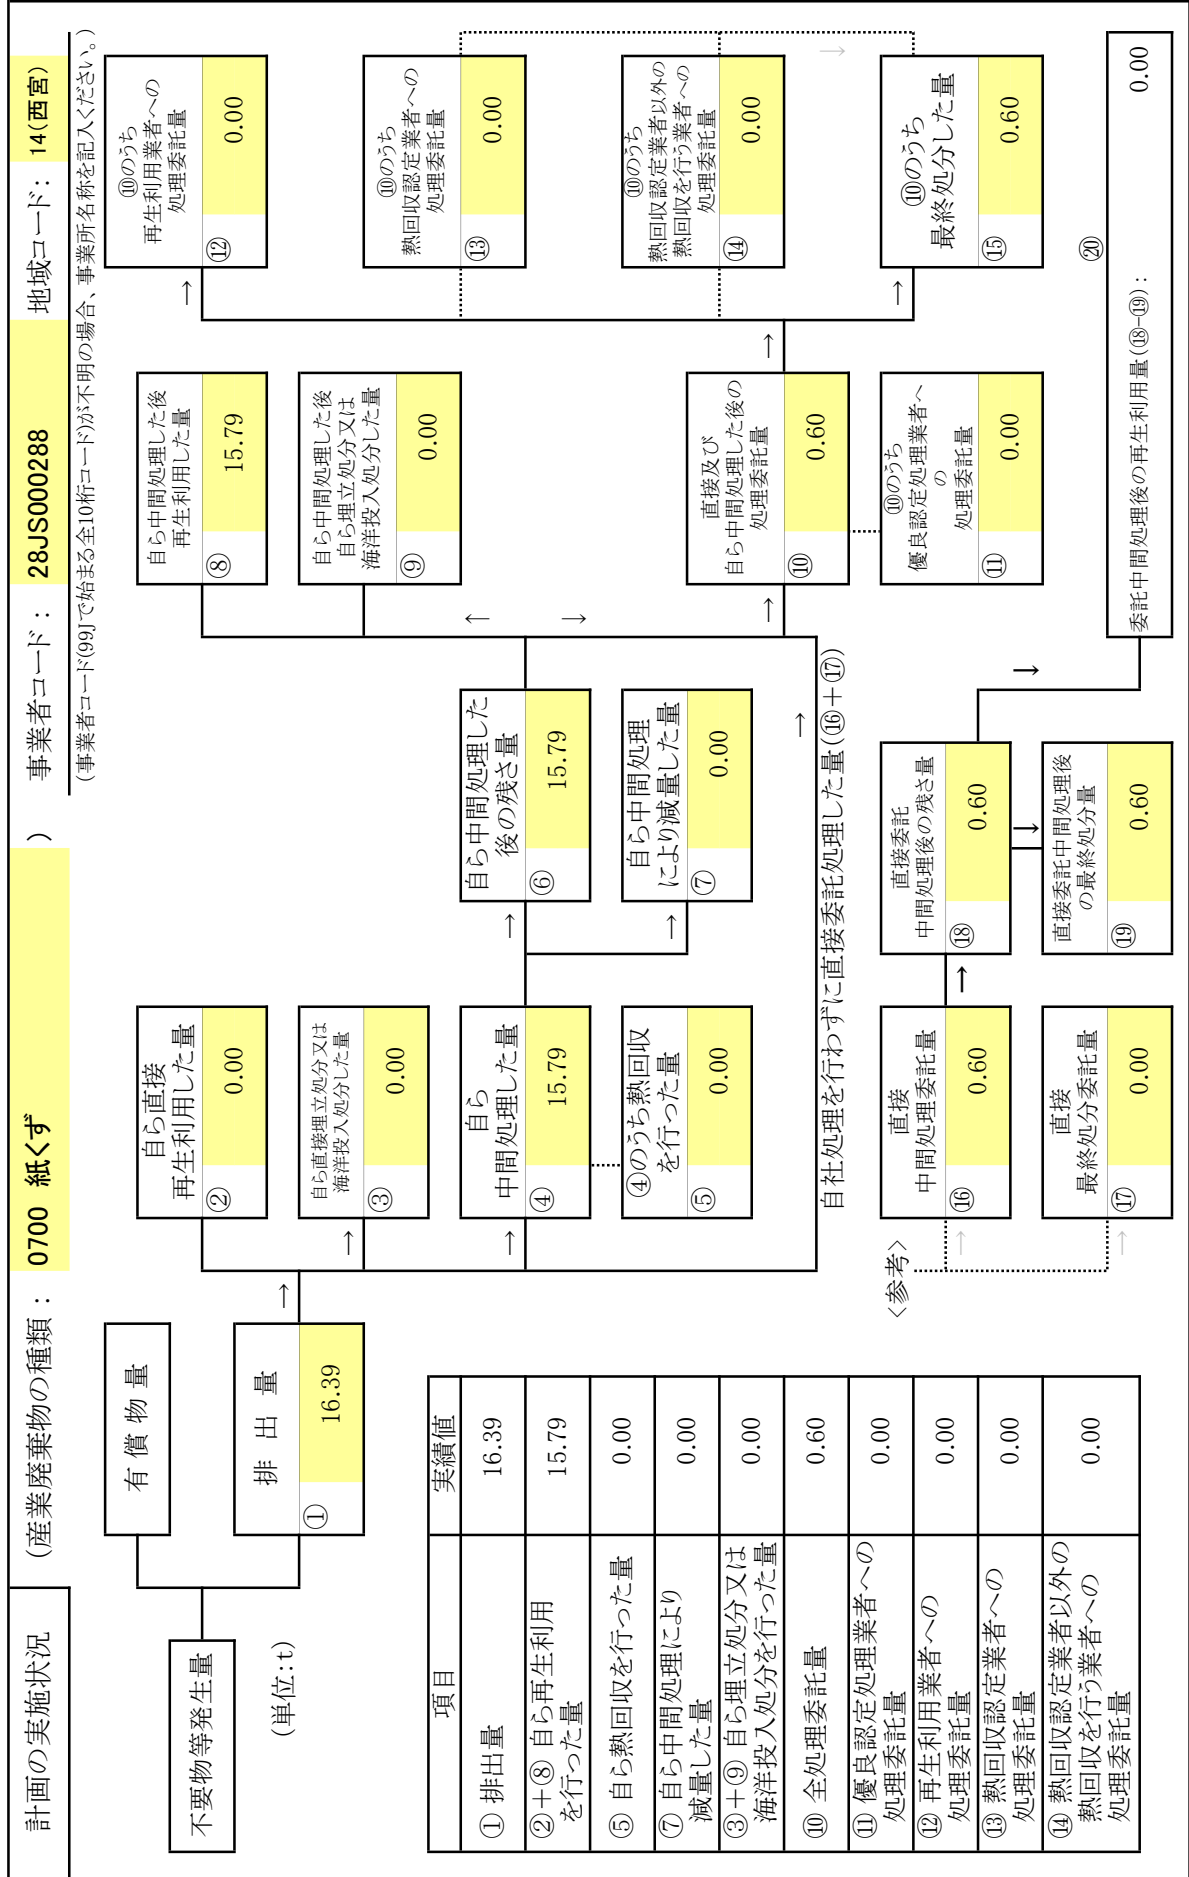 計画の実施状況
(産業廃棄物の種類： 0700 紙くず )
事業者コード： 28JS000288 地域コード： 14(西宮)
(事業者コード(99Jで始まる全10桁コード)が不明の場合、事業所名称を記入ください。)
不要物等発生量
(単位:t)
有 償 物 量
排 出 量
① 16.39
→
自ら直接
再生利用した量
② 0.00
→
自ら直接埋立処分又は
海洋投入処分した量
③ 0.00
→
自ら
中間処理した量
④ 15.79
④のうち熱回収
を行った量
⑤ 0.00
→
自ら中間処理した
後の残さ量
⑥ 15.79
→
自ら中間処理
により減量した量
⑦ 0.00
←
→
自ら中間処理した後
再生利用した量
⑧ 15.79
自ら中間処理した後
自ら埋立処分又は
海洋投入処分した量
⑨ 0.00
→
直接及び
自ら中間処理した後の
処理委託量
⑩ 0.60
⑩のうち
優良認定処理業者へ
の
処理委託量
⑪ 0.00
→
→
⑩のうち
再生利用業者への
処理委託量
⑫ 0.00
⑩のうち
熱回収認定業者への
処理委託量
⑬ 0.00
⑩のうち
熱回収認定業者以外の
熱回収を行う業者への
処理委託量
⑭ 0.00
→
→
⑩のうち
最終処分した量
⑮ 0.60
→
自社処理を行わずに直接委託処理した量(⑯＋⑰)
<参考>
→
直接
中間処理委託量
⑯ 0.60
→
直接
最終処分委託量
⑰ 0.00
→
直接委託
中間処理後の残さ量
⑱ 0.60
→
直接委託中間処理後
の最終処分量
⑲ 0.60
→
⑳
委託中間処理後の再生利用量(⑱-⑲)： 0.00
項目 実績値
① 排出量 16.39
②＋⑧ 自ら再生利用
を行った量 15.79
⑤ 自ら熱回収を行った量 0.00
⑦ 自ら中間処理により
減量した量 0.00
③＋⑨ 自ら埋立処分又は
海洋投入処分を行った量 0.00
⑩ 全処理委託量 0.60
⑪ 優良認定処理業者への
処理委託量 0.00
⑫ 再生利用業者への
処理委託量 0.00
⑬ 熱回収認定業者への
処理委託量 0.00
⑭ 熱回収認定業者以外の
熱回収を行う業者への
処理委託量 0.00